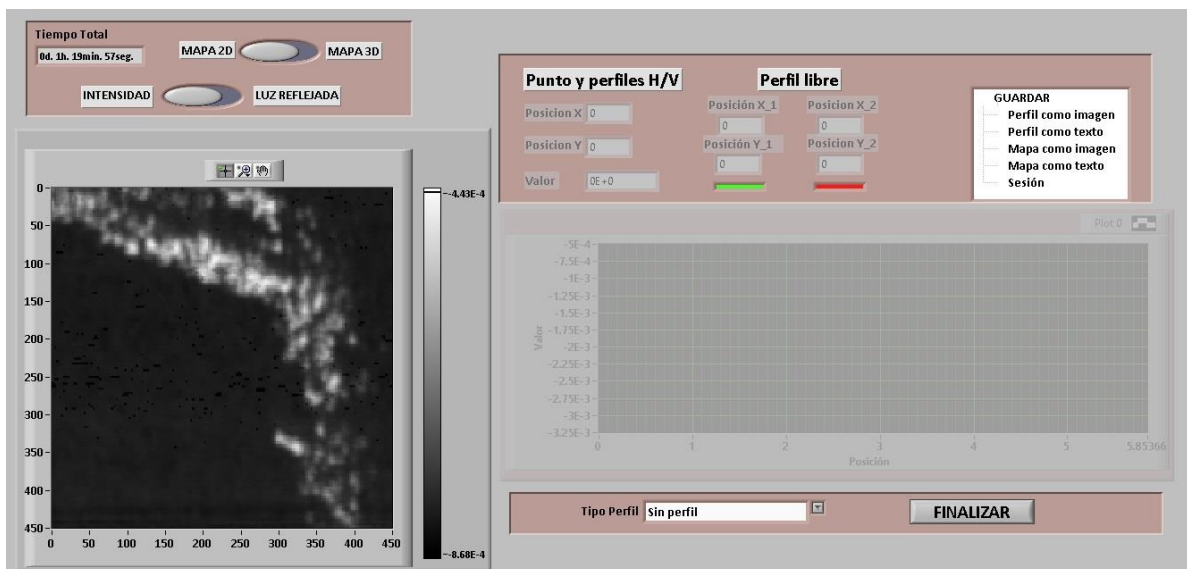 Tiempo Total
0d. 1h. 19min. 57seg.
MAPA 2D
MAPA 3D
INTENSIDAD
LUZ REFLEJADA
Punto y perfiles H/V
Perfil libre
Posicion X 0
Posición X_1
Posicion X_2
0
0
Posicion Y 0
Posición Y_1
Posicion Y_2
0
0
Valor 0E+0
GUARDAR
Perfil como imagen
Perfil como texto
Mapa como imagen
Mapa como texto
Sesión
0
50
100
150
200
250
300
350
400
450
0 50 100 150 200 250 300 350 400 450
-4,43E-4
-8.68E-4
Plot 0
-5E-4
-7.5E-4
-1E-3
-1.25E-3
-1.5E-3
-1.75E-3
-2E-3
-2.25E-3
-2.5E-3
-2.75E-3
-3E-3
-3.25E-3
Valor
0 1 2 3 4 5 5.85366
Posición
Tipo Perfil Sin perfil
FINALIZAR